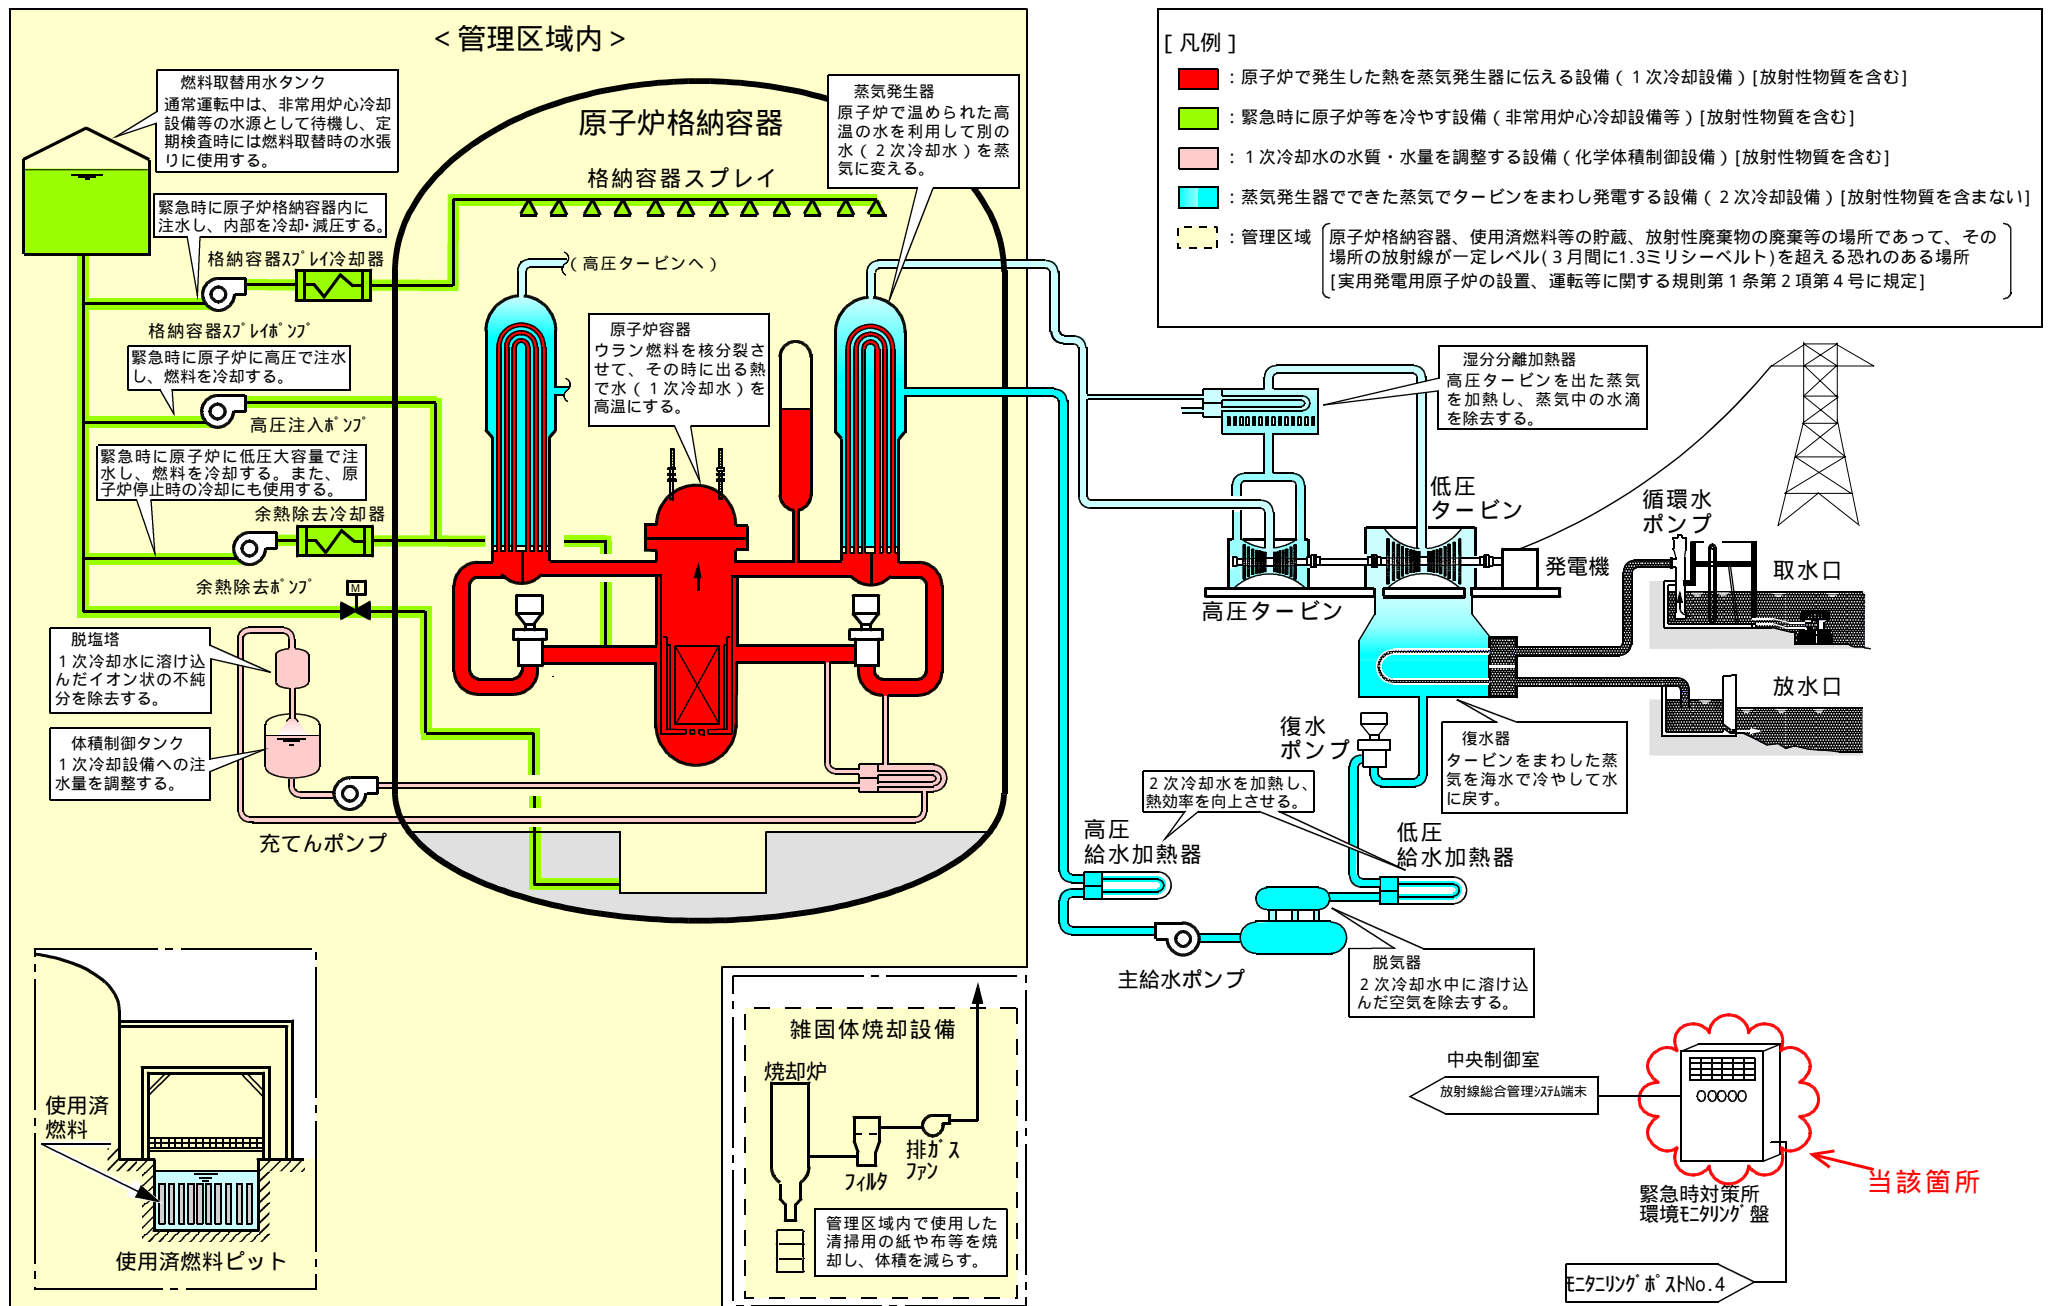 ＜管理区域内＞
燃料取替用水タンク
通常運転中は、非常用炉心冷却
設備等の水源として待機し、定
期検査時には燃料取替時の水張
りに使用する。
緊急時に原子炉格納容器内に
注水し、内部を冷却・減圧する。
格納容器ｽﾌﾟﾚｲ冷却器
格納容器ｽﾌﾟﾚｲﾎﾟﾝﾌﾟ
緊急時に原子炉に高圧で注水
し、燃料を冷却する。
高圧注入ﾎﾟﾝﾌﾟ
緊急時に原子炉に低圧大容量で注
水し、燃料を冷却する。また、原
子炉停止時の冷却にも使用する。
余熱除去冷却器
余熱除去ﾎﾟﾝﾌﾟ
M
脱塩塔
１次冷却水に溶け込
んだイオン状の不純
分を除去する。
体積制御タンク
１次冷却設備への注
水量を調整する。
充てんポンプ
原子炉格納容器
格納容器スプレイ
蒸気発生器
原子炉で温められた高
温の水を利用して別の
水（２次冷却水）を蒸
気に変える。
（高圧タービンへ）
原子炉容器
ウラン燃料を核分裂さ
せて、その時に出る熱
で水（１次冷却水）を
高温にする。
［凡例］
：原子炉で発生した熱を蒸気発生器に伝える設備（１次冷却設備）[放射性物質を含む]
：緊急時に原子炉等を冷やす設備（非常用炉心冷却設備等）[放射性物質を含む]
：１次冷却水の水質・水量を調整する設備（化学体積制御設備）[放射性物質を含む]
：蒸気発生器でできた蒸気でタービンをまわし発電する設備（２次冷却設備）[放射性物質を含まない]
：管理区域
原子炉格納容器、使用済燃料等の貯蔵、放射性廃棄物の廃棄等の場所であって、その
場所の放射線が一定レベル(３月間に1.3ミリシーベルト)を超える恐れのある場所
[実用発電用原子炉の設置、運転等に関する規則第１条第２項第４号に規定]
湿分分離加熱器
高圧タービンを出た蒸気
を加熱し、蒸気中の水滴
を除去する。
低圧
タービン
高圧タービン
発電機
循環水
ポンプ
取水口
放水口
復水
ポンプ
復水器
タービンをまわした蒸
気を海水で冷やして水
に戻す。
２次冷却水を加熱し、
熱効率を向上させる。
高圧
給水加熱器
低圧
給水加熱器
主給水ポンプ
脱気器
２次冷却水中に溶け込
んだ空気を除去する。
使用済
燃料
使用済燃料ピット
雑固体焼却設備
焼却炉
ﾌｨﾙﾀ
排ｶﾞｽ
ﾌｧﾝ
管理区域内で使用した
清掃用の紙や布等を焼
却し、体積を減らす。
中央制御室
放射線総合管理ｼｽﾃﾑ端末
当該箇所
緊急時対策所
環境ﾓﾆﾀﾘﾝｸﾞ盤
ﾓﾆﾀﾆﾘﾝｸﾞﾎﾟｽﾄNo.4